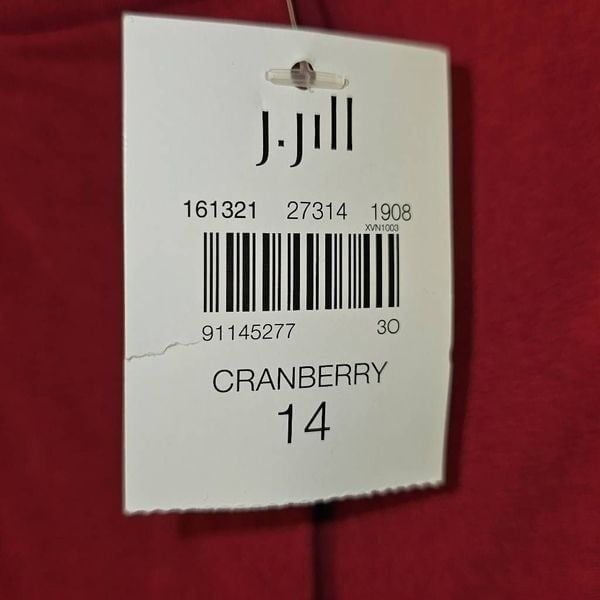 J.Jill
161321 27314 1908
XVN1003
91145277 3O
CRANBERRY
14